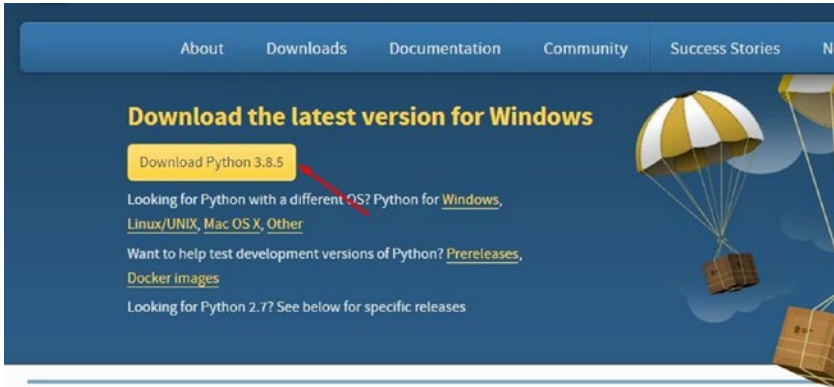 About Downloads Documentation Community Success Stories N
Download the latest version for Windows
Download Python 3.8.5
Looking for Python with a different OS? Python for Windows,
Linux/UNIX, Mac OS X, Other
Want to help test development versions of Python? Prereleases,
Docker images
Looking for Python 2.7? See below for specific releases